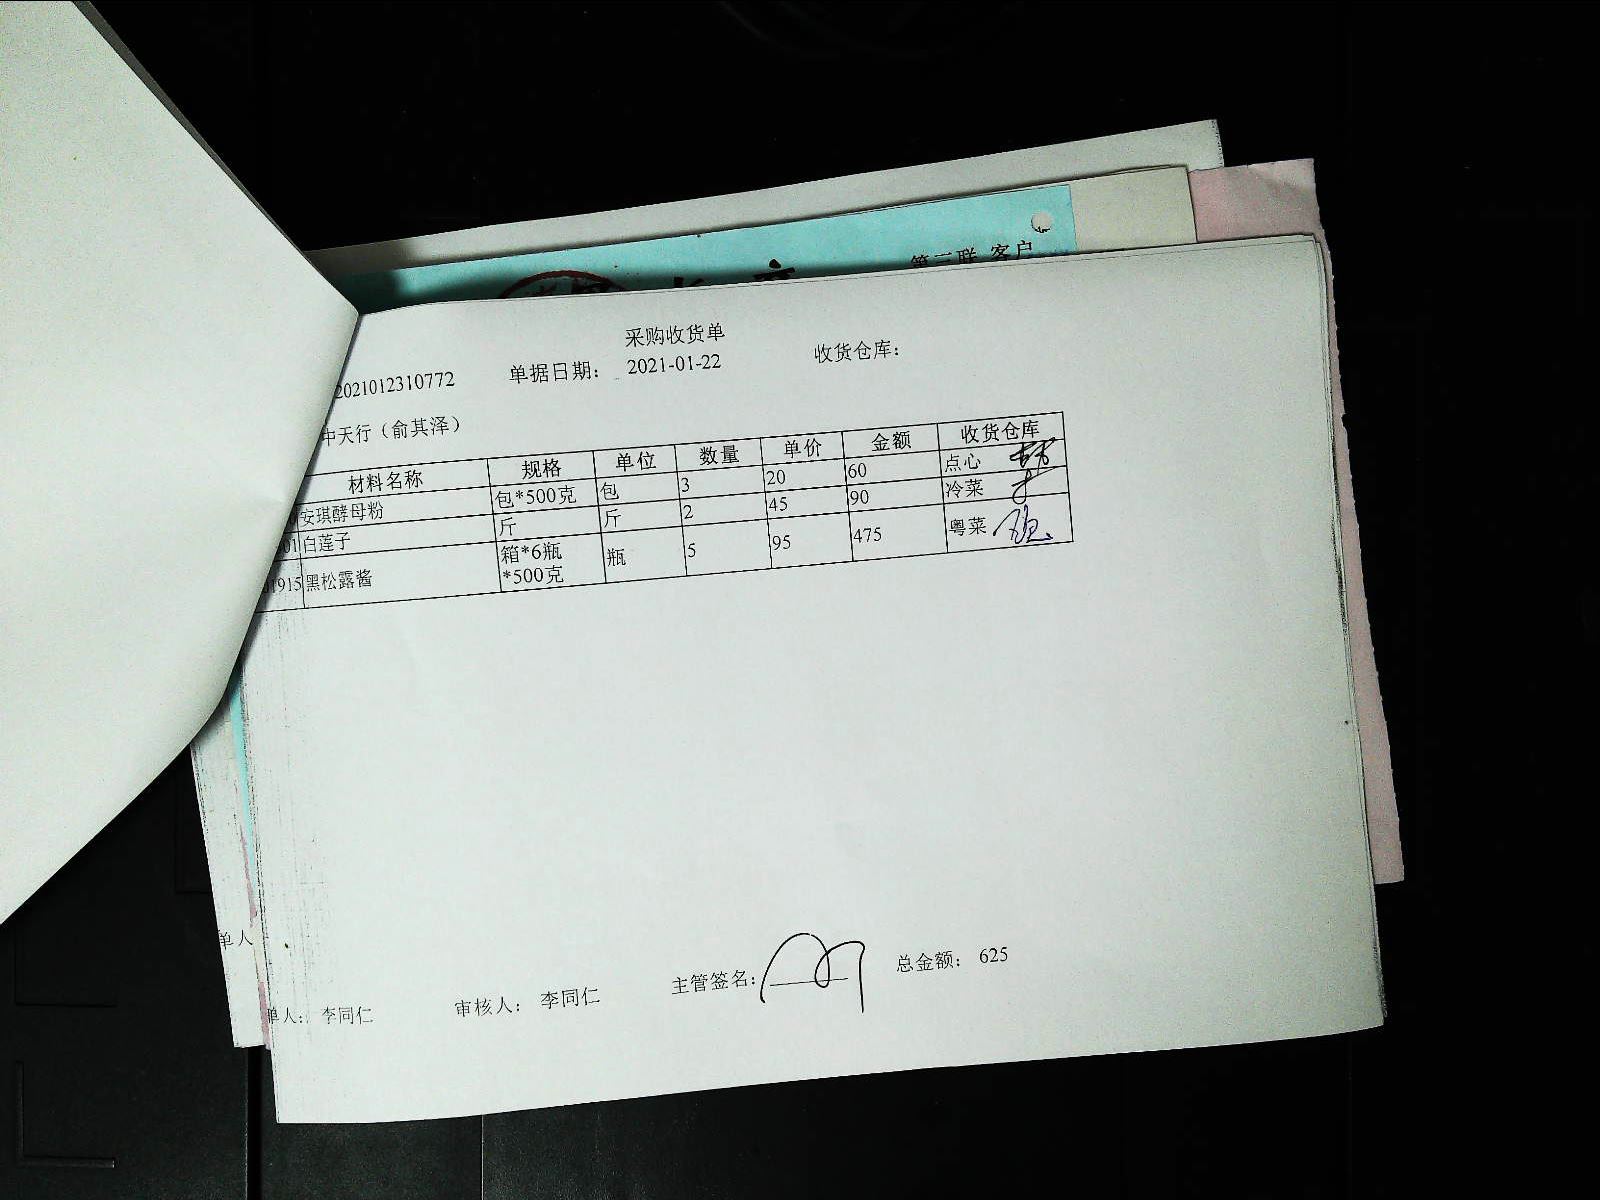 第三联 客户
采购收货单
2021012310772 单据日期： 2021-01-22 收货仓库：
中天行（俞其泽）
材料名称 规格 单位 数量 单价 金额 收货仓库
安琪酵母粉 包*500克 包 3 20 60 点心
01 白莲子 斤 斤 2 45 90 冷菜
1915 黑松露酱 箱*6瓶 瓶 5 95 475 粤菜
*500克
单人
单人： 李同仁 审核人： 李同仁 主管签名： 总金额： 625